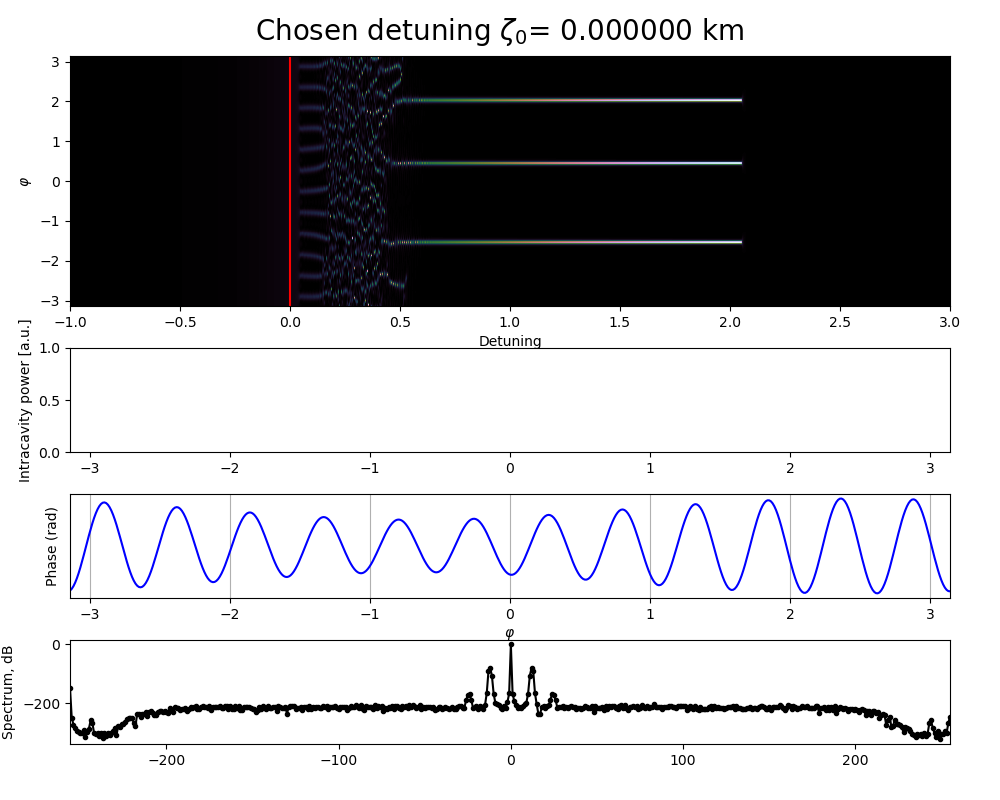 Chosen detuning ζ₀= 0.000000 km
φ
3
2
1
0
−1
−2
−3
−1.0 −0.5 0.0 0.5 1.0 1.5 2.0 2.5 3.0
Detuning
Intracavity power [a.u.]
1.0
0.5
0.0
−3 −2 −1 0 1 2 3
Phase (rad)
−3 −2 −1 0 1 2 3
φ
Spectrum, dB
0
−200
−200 −100 0 100 200